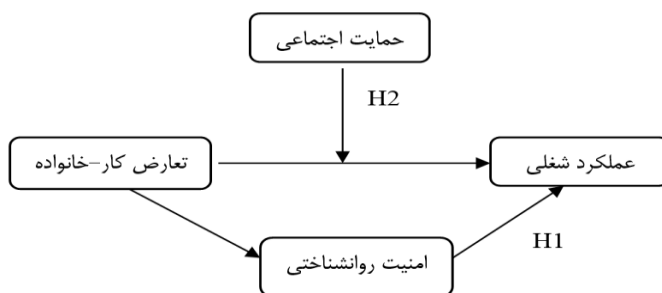 حمایت اجتماعی
H2
تعارض کار–خانواده
عملکرد شغلی
امنیت روانشناختی
H1